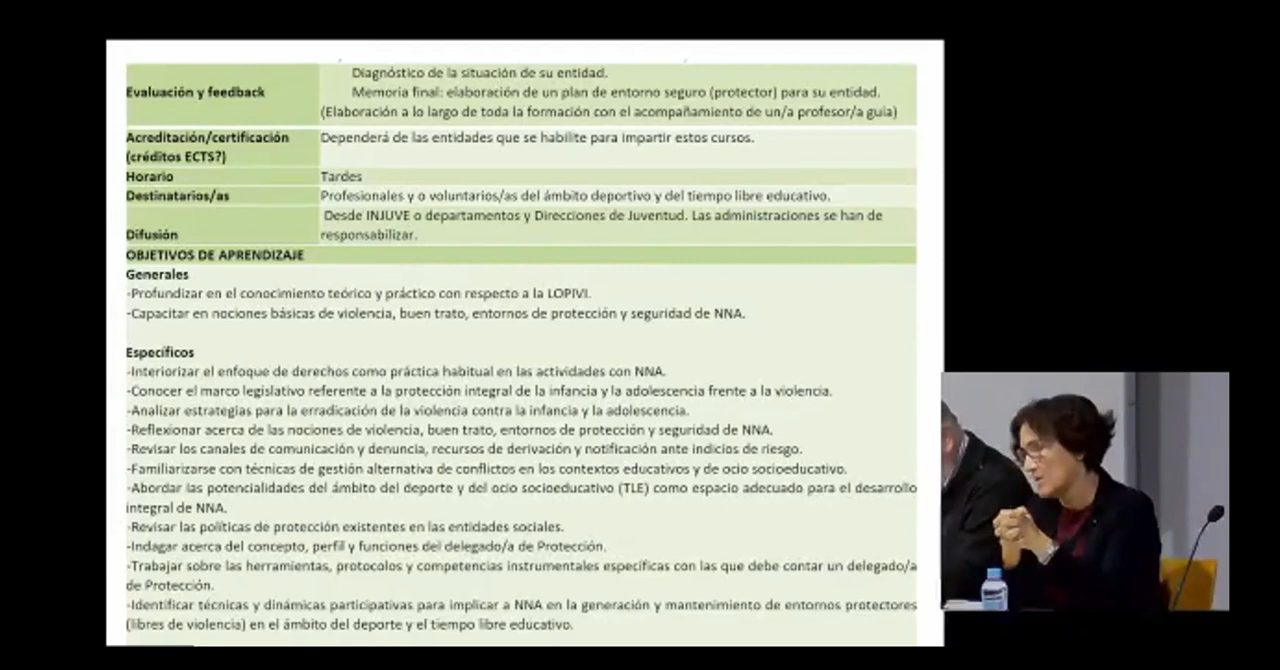 Diagnóstico de la situación de su entidad.
Evaluación y feedback
Memoria final: elaboración de un plan de entorno seguro (protector) para su entidad.
(Elaboración a lo largo de toda la formación con el acompañamiento de un/a profesor/a guía)
Acreditación/certificación
(créditos ECTS?)
Dependerá de las entidades que se habilite para impartir estos cursos.
Horario
Tardes
Destinatarios/as
Profesionales y o voluntarios/as del ámbito deportivo y del tiempo libre educativo.
Difusión
Desde INJUVE o departamentos y Direcciones de Juventud. Las administraciones se han de
responsabilizar.
OBJETIVOS DE APRENDIZAJE
Generales
-Profundizar en el conocimiento teórico y práctico con respecto a la LOPIVI.
-Capacitar en nociones básicas de violencia, buen trato, entornos de protección y seguridad de NNA.
Específicos
-Interiorizar el enfoque de derechos como práctica habitual en las actividades con NNA.
-Conocer el marco legislativo referente a la protección integral de la infancia y la adolescencia frente a la violencia.
-Analizar estrategias para la erradicación de la violencia contra la infancia y la adolescencia.
-Reflexionar acerca de las nociones de violencia, buen trato, entornos de protección y seguridad de NNA.
-Revisar los canales de comunicación y denuncia, recursos de derivación y notificación ante indicios de riesgo.
-Familiarizarse con técnicas de gestión alternativa de conflictos en los contextos educativos y de ocio socioeducativo.
-Abordar las potencialidades del ámbito del deporte y del ocio socioeducativo (TLE) como espacio adecuado para el desarrollo
integral de NNA.
-Revisar las políticas de protección existentes en las entidades sociales.
-Indagar acerca del concepto, perfil y funciones del delegado/a de Protección.
-Trabajar sobre las herramientas, protocolos y competencias instrumentales específicas con las que debe contar un delegado/a
de Protección.
-Identificar técnicas y dinámicas participativas para implicar a NNA en la generación y mantenimiento de entornos protectores
(libres de violencia) en el ámbito del deporte y el tiempo libre educativo.